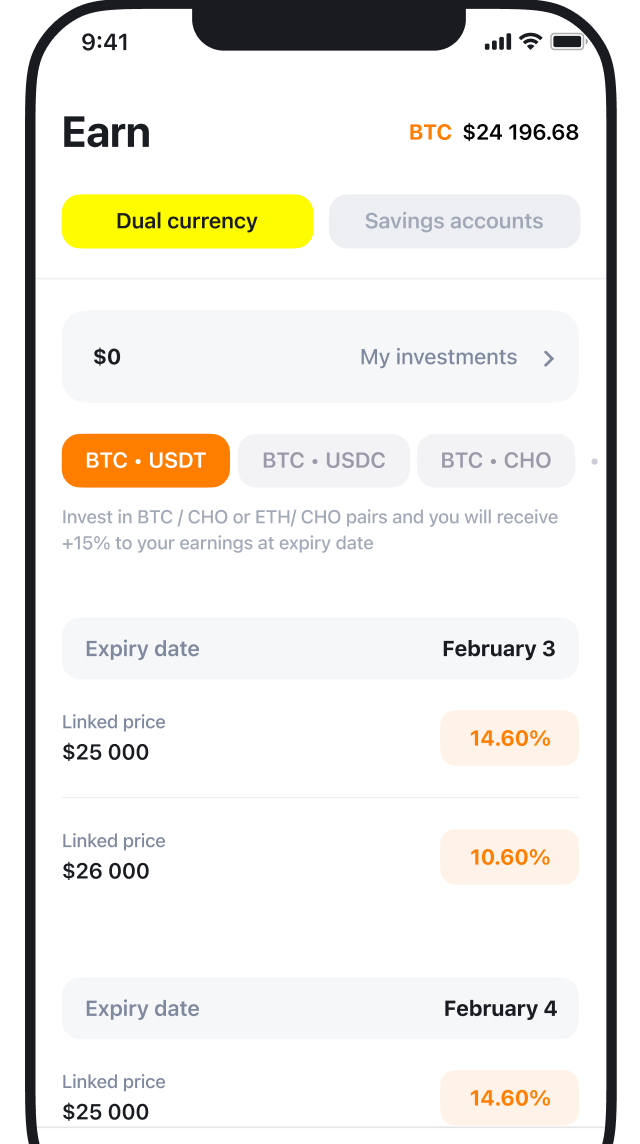 9:41
Earn
BTC $24 196.68
Dual currency
Savings accounts
$0
My investments
BTC • USDT
BTC • USDC
BTC • CHO
Invest in BTC / CHO or ETH/ CHO pairs and you will receive
+15% to your earnings at expiry date
Expiry date
February 3
Linked price
$25 000
14.60%
Linked price
$26 000
10.60%
Expiry date
February 4
Linked price
$25 000
14.60%